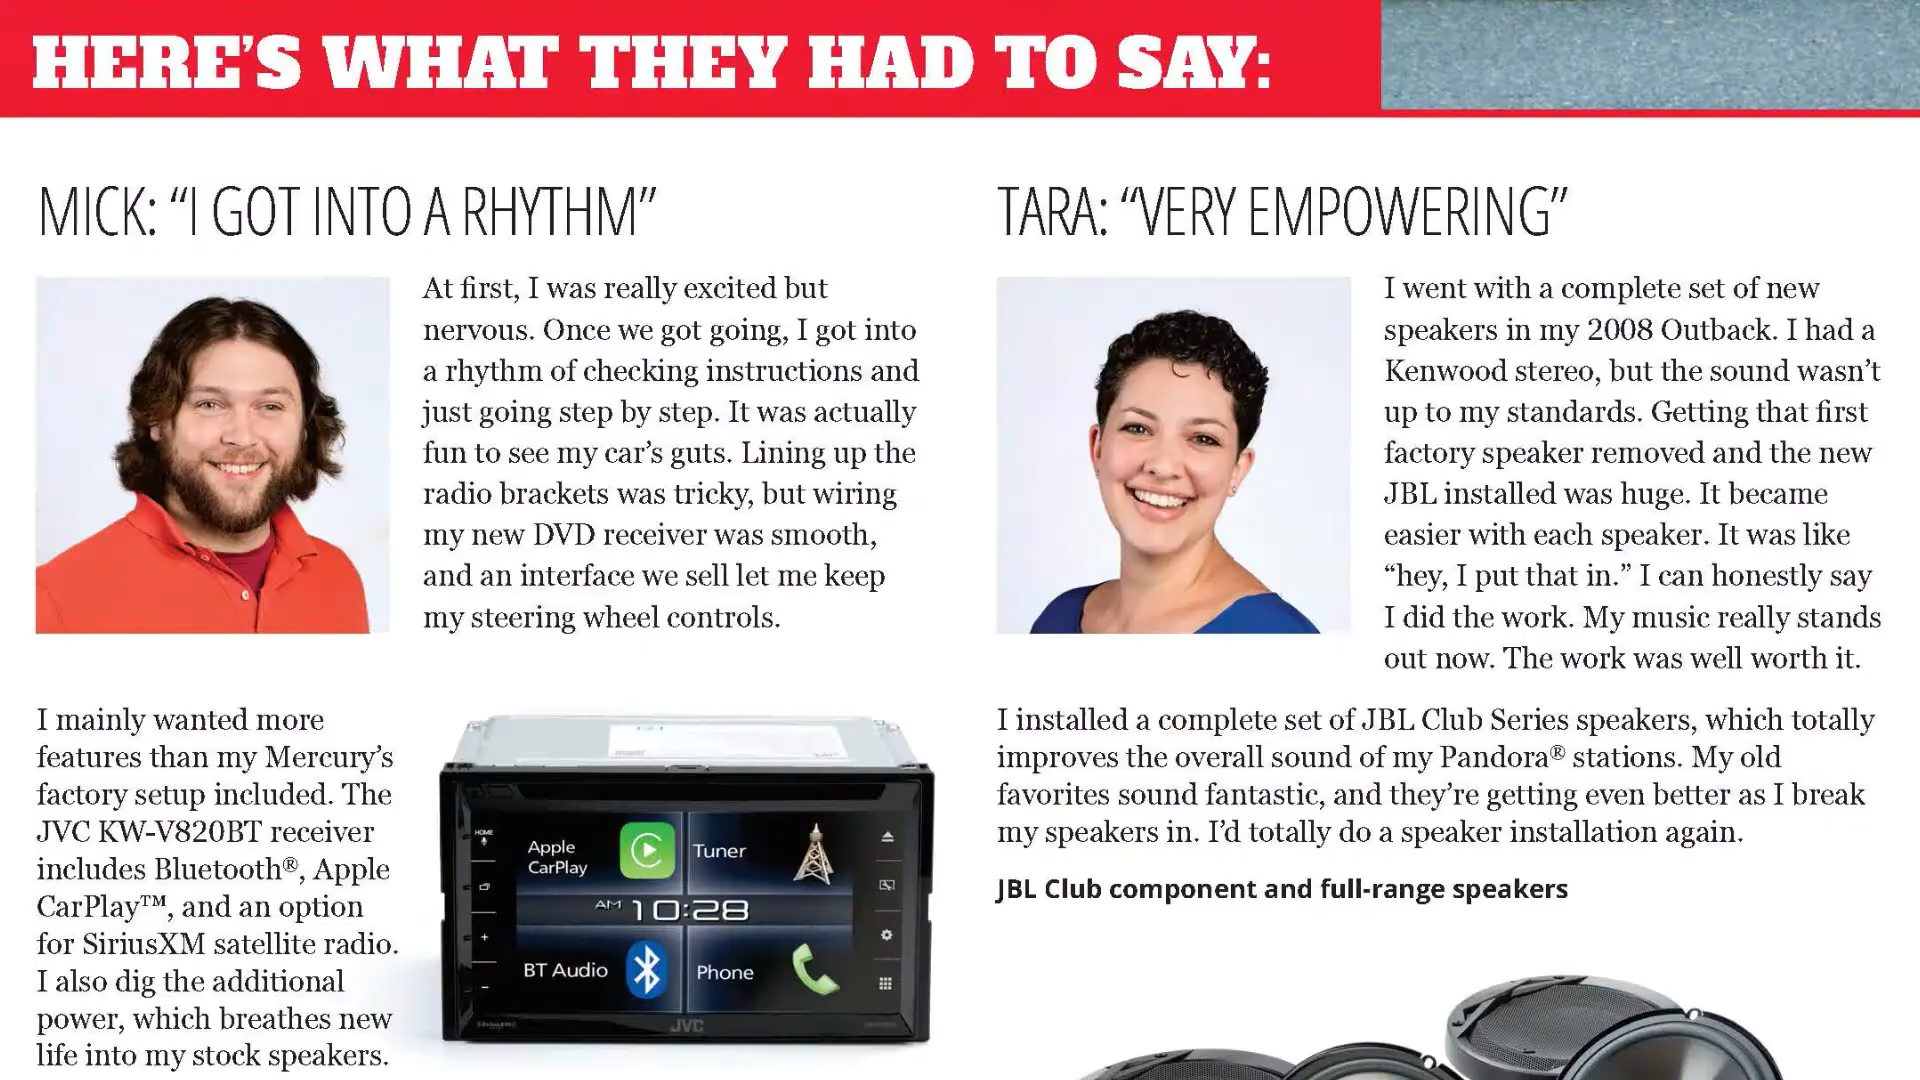 HERE'S WHAT THEY HAD TO SAY:
MICK: “I GOT INTO A RHYTHM”
At first, I was really excited but
nervous. Once we got going, I got into
a rhythm of checking instructions and
just going step by step. It was actually
fun to see my car’s guts. Lining up the
radio brackets was tricky, but wiring
my new DVD receiver was smooth,
and an interface we sell let me keep
my steering wheel controls.
I mainly wanted more
features than my Mercury’s
factory setup included. The
JVC KW-V820BT receiver
includes Bluetooth®, Apple
CarPlay™, and an option
for SiriusXM satellite radio.
I also dig the additional
power, which breathes new
life into my stock speakers.
HOME
Apple
CarPlay
Tuner
AM 10:28
BT Audio
Phone
JVC
TARA: “VERY EMPOWERING”
I went with a complete set of new
speakers in my 2008 Outback. I had a
Kenwood stereo, but the sound wasn’t
up to my standards. Getting that first
factory speaker removed and the new
JBL installed was huge. It became
easier with each speaker. It was like
“hey, I put that in.” I can honestly say
I did the work. My music really stands
out now. The work was well worth it.
I installed a complete set of JBL Club Series speakers, which totally
improves the overall sound of my Pandora® stations. My old
favorites sound fantastic, and they’re getting even better as I break
my speakers in. I’d totally do a speaker installation again.
JBL Club component and full-range speakers